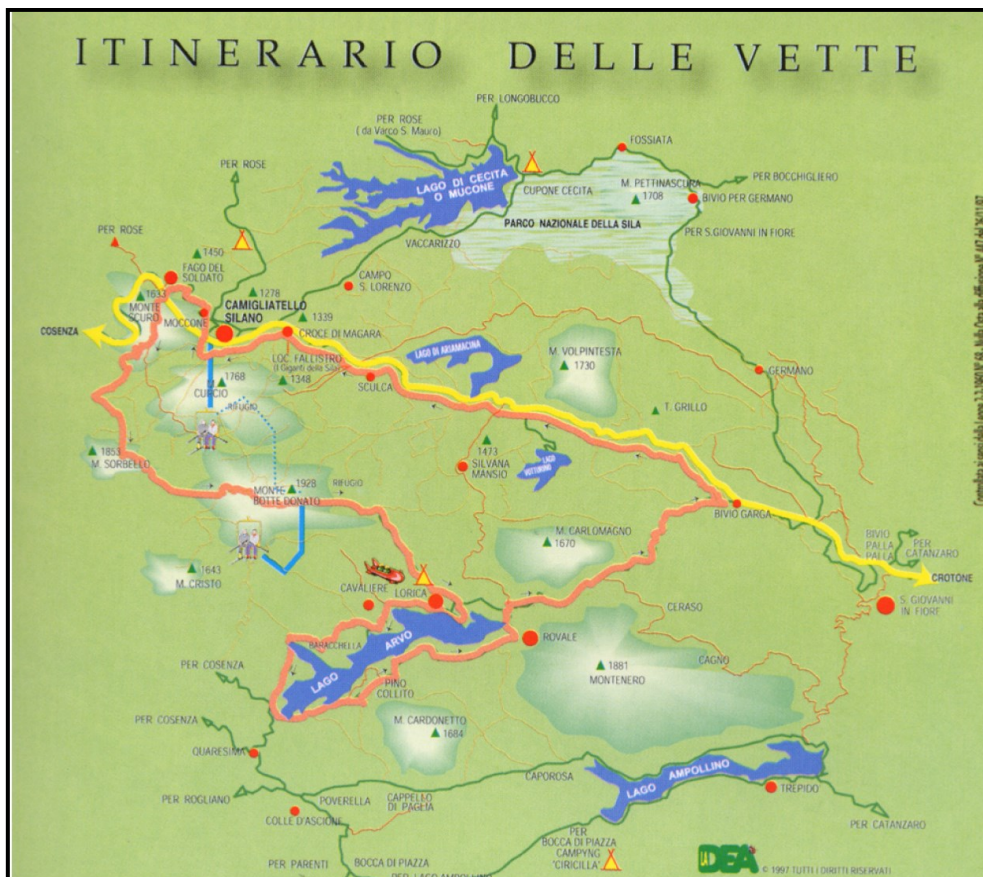 ITINERARIO DELLE VETTE
PER LONGOBUCCO
PER ROSE
( da Varco S. Mauro)
FOSSIATA
PER ROSE
LAGO DI CECITA
O MUCONE
CUPONE CECITA
M. PETTINASCURA
1708
PER BOCCHIGLIERO
BIVIO PER GERMANO
PARCO NAZIONALE DELLA SILA
PER ROSE
PER S.GIOVANNI IN FIORE
VACCARIZZO
1450
FAGO DEL
SOLDATO
CAMPO
S. LORENZO
1278
1633
MONTE
SCURO
CAMIGLIATELLO
SILANO
1339
MOCCONE
COSENZA
CROCE DI MAGARA
LAGO DI ARIAMACINA
LOC. FALLISTRO
(I Giganti della Sila)
1348
M. VOLPINTESTA
1730
GERMANO
SCULCA
1768
CURCIO
RIFUGIO
T. GRILLO
1853
M. SORBELLO
1473
SILVANA
MANSIO
LAGO
VOTTURINO
1928
MONTE
BOTTE DONATO
RIFUGIO
BIVIO GARGA
M. CARLOMAGNO
1670
BIVIO
PALLA
PALLA
PER
CATANZARO
CROTONE
1643
M. CRISTO
CAVALIERE
LORICA
S. GIOVANNI
IN FIORE
CERASO
ROVALE
BARACCHELLA
LAGO ARVO
CAGNO
1881
MONTENERO
PER COSENZA
PINO
COLLITO
PER COSENZA
M. CARDONETTO
1684
QUARESIMA
CAPOROSA
LAGO AMPOLLINO
TREPIDO
PER ROGLIANO
POVERELLA
CAPPELLO
DI PAGLIA
COLLE D'ASCIONE
PER CATANZARO
PER
BOCCA DI PIAZZA
CAMPYNG
"CIRICILLA"
PER PARENTI
BOCCA DI PIAZZA
DEA
© 1997 TUTTI I DIRITTI RISERVATI